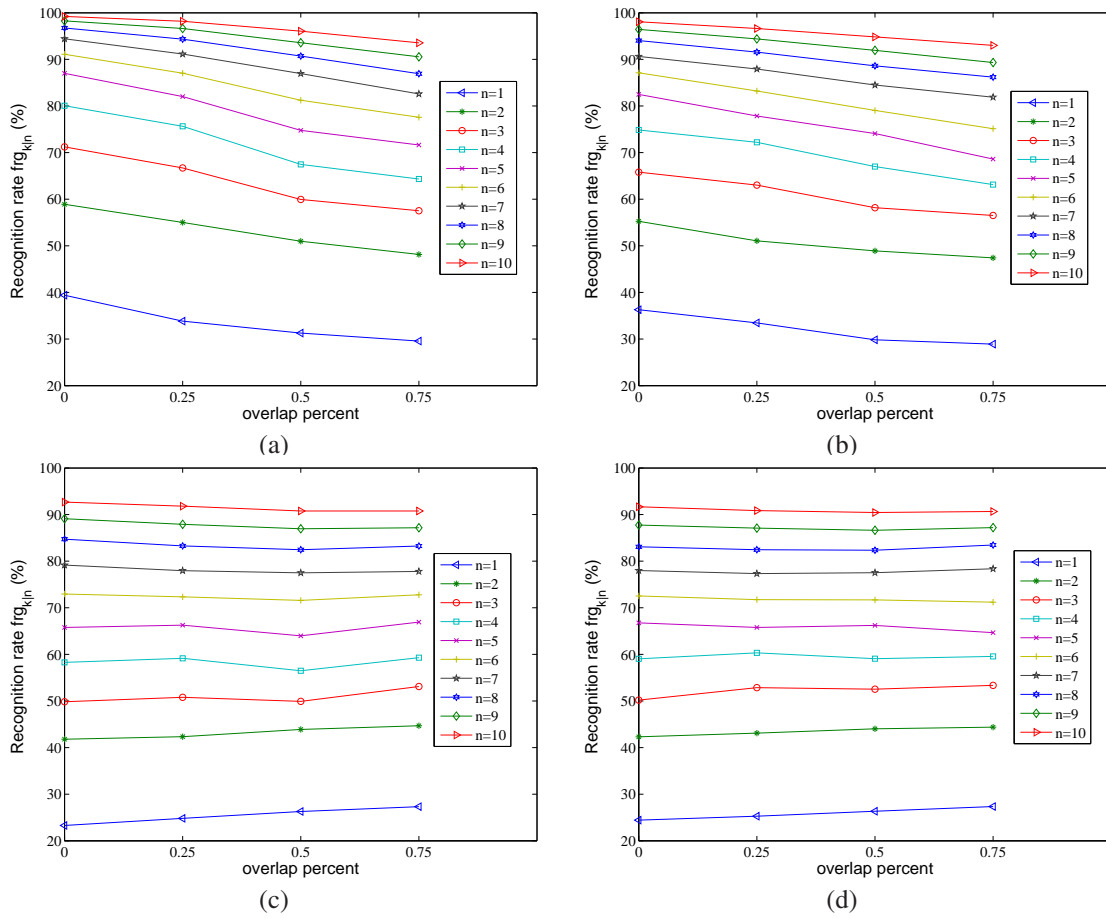 100
90
80
70
60
50
40
30
20
Recognition rate frg_{k|n} (%)
0 0.25 0.5 0.75
overlap percent
n=1
n=2
n=3
n=4
n=5
n=6
n=7
n=8
n=9
n=10
(a)
100
90
80
70
60
50
40
30
20
Recognition rate frg_{k|n} (%)
0 0.25 0.5 0.75
overlap percent
n=1
n=2
n=3
n=4
n=5
n=6
n=7
n=8
n=9
n=10
(b)
100
90
80
70
60
50
40
30
20
Recognition rate frg_{k|n} (%)
0 0.25 0.5 0.75
overlap percent
n=1
n=2
n=3
n=4
n=5
n=6
n=7
n=8
n=9
n=10
(c)
100
90
80
70
60
50
40
30
20
Recognition rate frg_{k|n} (%)
0 0.25 0.5 0.75
overlap percent
n=1
n=2
n=3
n=4
n=5
n=6
n=7
n=8
n=9
n=10
(d)